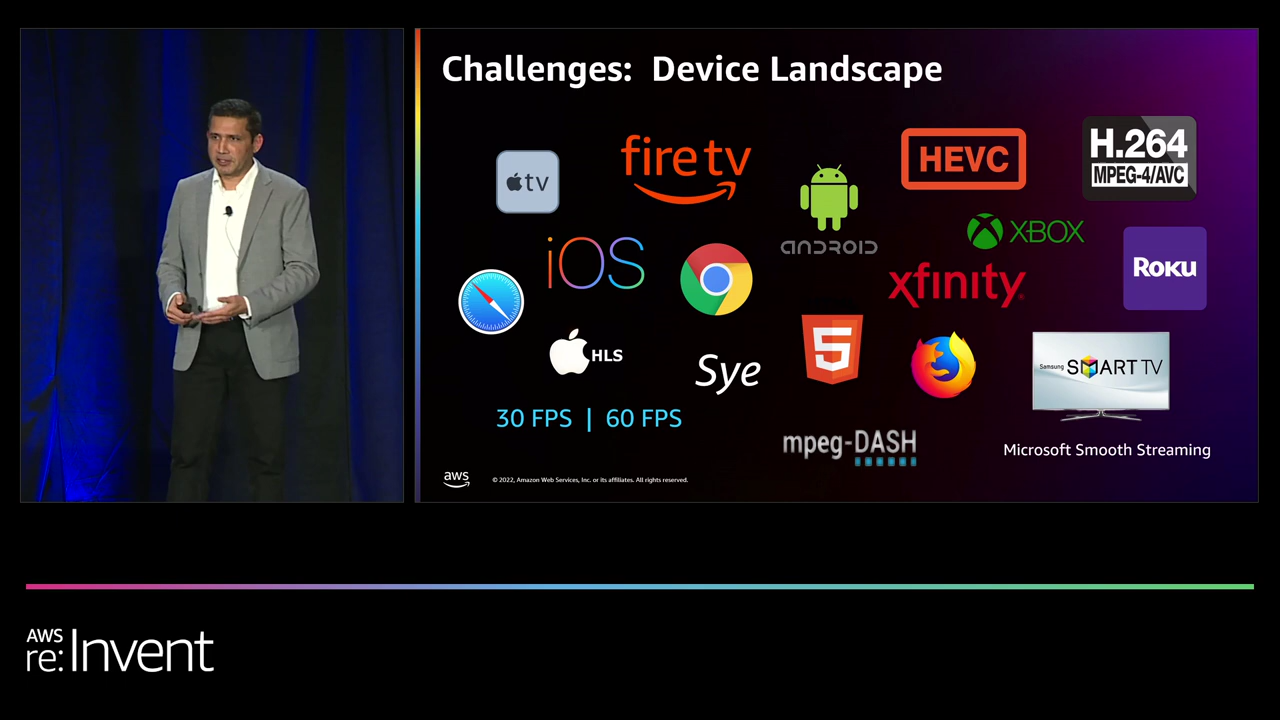 Challenges: Device Landscape
tv
fire tv
HEVC
H.264
MPEG-4/AVC
ANDROID
XBOX
iOS
Roku
xfinity
HLS
Sye
5
Samsung SMART TV
30 FPS | 60 FPS
mpeg-DASH
Microsoft Smooth Streaming
aws
© 2022, Amazon Web Services, Inc. or its affiliates. All rights reserved.
AWS
re:Invent